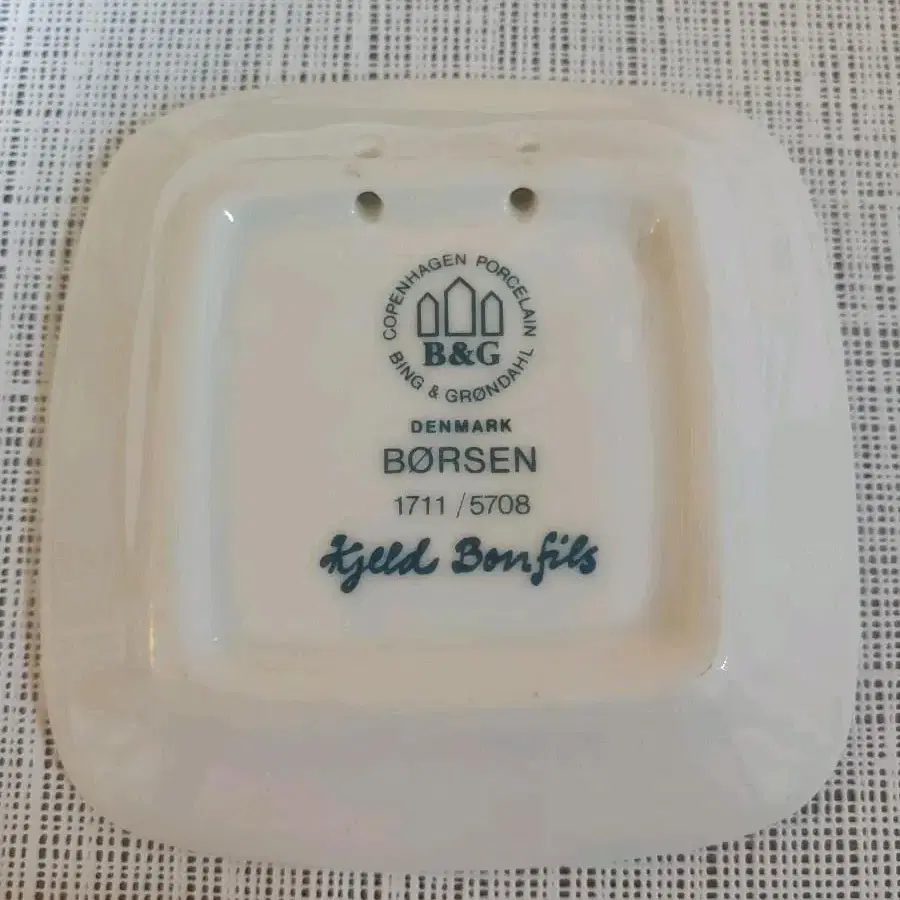 COPENHAGEN PORCELAIN
B&G
BING & GRØNDAHL
DENMARK
BØRSEN
1711 / 5708
Kjeld Bonfils